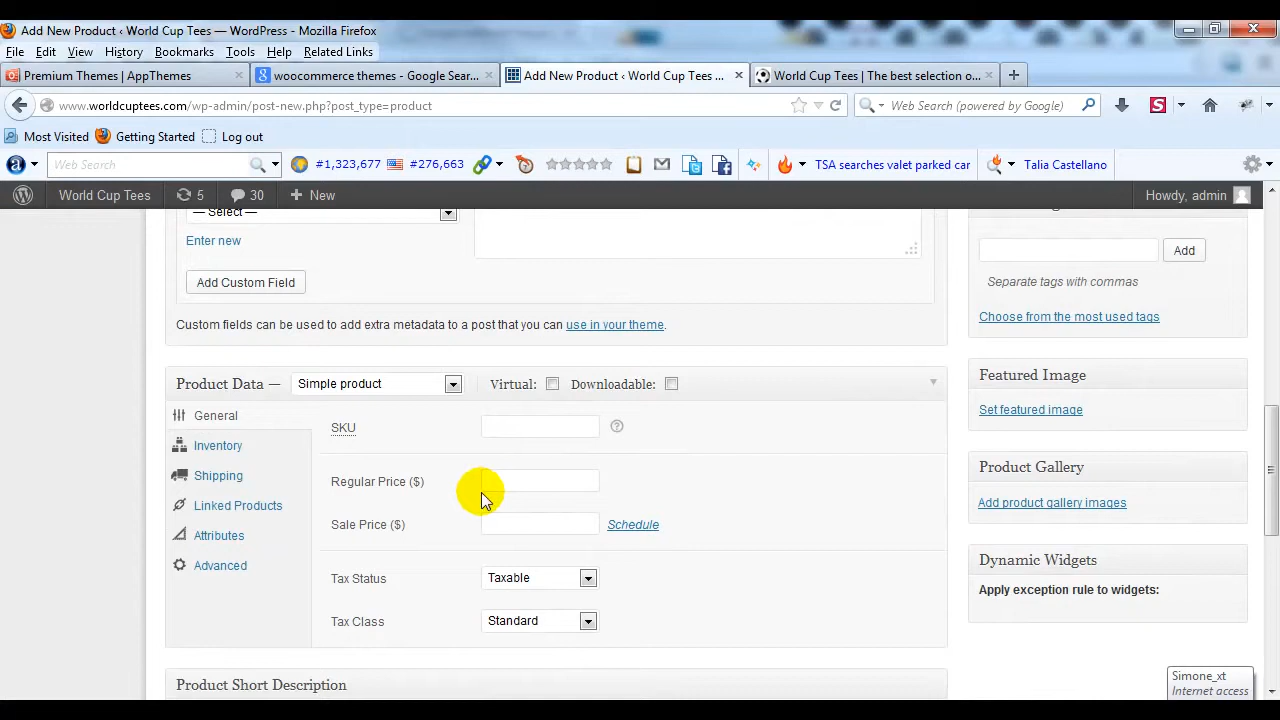 Add New Product ‹ World Cup Tees — WordPress - Mozilla Firefox
File Edit View History Bookmarks Tools Help Related Links
Premium Themes | AppThemes × woocommerce themes - Google Sear... × Add New Product ‹ World Cup Tees ... × World Cup Tees | The best selection o... ×
www.worldcuptees.com/wp-admin/post-new.php?post_type=product Web Search (powered by Google)
Most Visited Getting Started Log out
Web Search #1,323,677 #276,663 TSA searches valet parked car Talia Castellano
World Cup Tees 5 30 + New Howdy, admin
— Select —
Enter new
Add Custom Field
Custom fields can be used to add extra metadata to a post that you can use in your theme.
Add
Separate tags with commas
Choose from the most used tags
Product Data — Simple product Virtual: Downloadable:
General
Inventory
Shipping
Linked Products
Attributes
Advanced
SKU
Regular Price ($)
Sale Price ($) Schedule
Tax Status Taxable
Tax Class Standard
Product Short Description
Featured Image
Set featured image
Product Gallery
Add product gallery images
Dynamic Widgets
Apply exception rule to widgets:
Simone_xt
Internet access